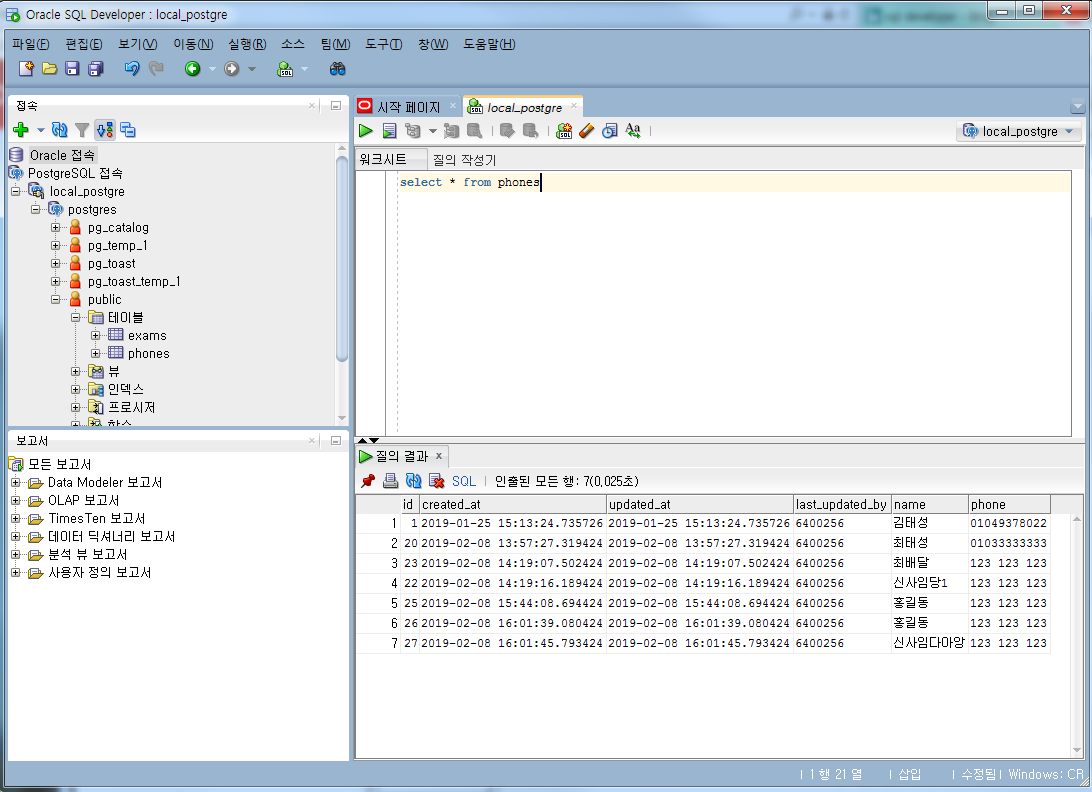 Oracle SQL Developer : local_postgre
파일(F) 편집(E) 보기(V) 이동(N) 실행(R) 소스 팀(M) 도구(T) 창(W) 도움말(H)
접속
Oracle 접속
PostgreSQL 접속
local_postgre
postgres
pg_catalog
pg_temp_1
pg_toast
pg_toast_temp_1
public
테이블
exams
phones
뷰
인덱스
프로시저
함수
보고서
모든 보고서
Data Modeler 보고서
OLAP 보고서
TimesTen 보고서
데이터 딕셔너리 보고서
분석 뷰 보고서
사용자 정의 보고서
시작 페이지 local_postgre
local_postgre
워크시트 질의 작성기
select * from phones
질의 결과
SQL 인출된 모든 행: 7(0,025초)
id created_at updated_at last_updated_by name phone
1 1 2019-01-25 15:13:24.735726 2019-01-25 15:13:24.735726 6400256 김태성 01049378022
2 20 2019-02-08 13:57:27.319424 2019-02-08 13:57:27.319424 6400256 최태성 01033333333
3 23 2019-02-08 14:19:07.502424 2019-02-08 14:19:07.502424 6400256 최배달 123 123 123
4 22 2019-02-08 14:19:16.189424 2019-02-08 14:19:16.189424 6400256 신사임당1 123 123 123
5 25 2019-02-08 15:44:08.694424 2019-02-08 15:44:08.694424 6400256 홍길동 123 123 123
6 26 2019-02-08 16:01:39.080424 2019-02-08 16:01:39.080424 6400256 홍길동 123 123 123
7 27 2019-02-08 16:01:45.793424 2019-02-08 16:01:45.793424 6400256 신사임다아앙 123 123 123
1 행 21 열 삽입 수정됨 Windows: CR